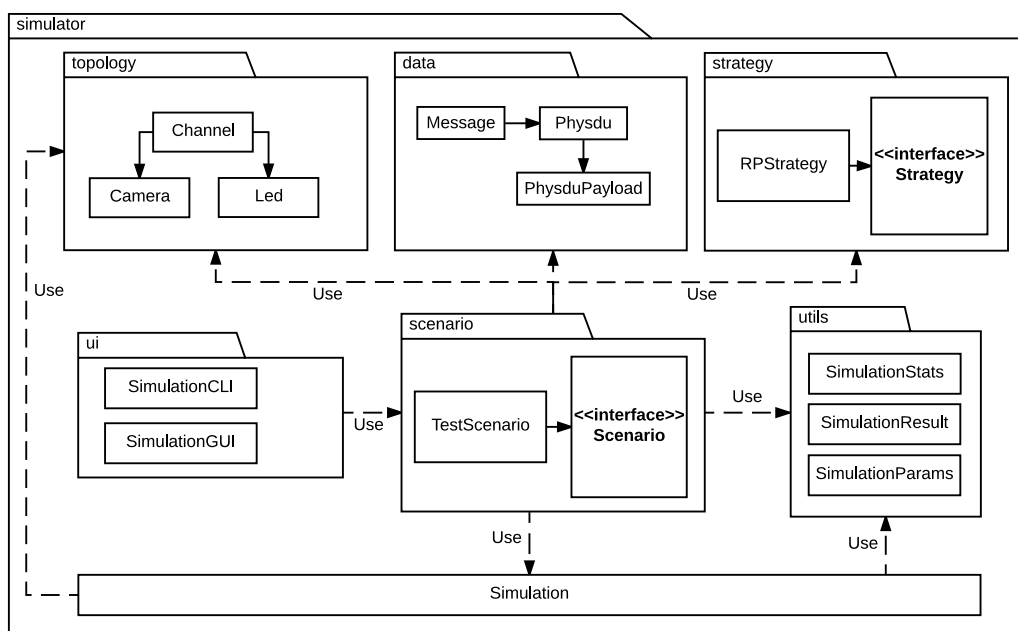 simulator
topology
data
strategy
Channel
Camera
Led
Message
Physdu
PhysduPayload
RPStrategy
<<interface>>
Strategy
Use
Use
Use
ui
SimulationCLI
SimulationGUI
Use
scenario
TestScenario
<<interface>>
Scenario
Use
utils
SimulationStats
SimulationResult
SimulationParams
Use
Use
Simulation